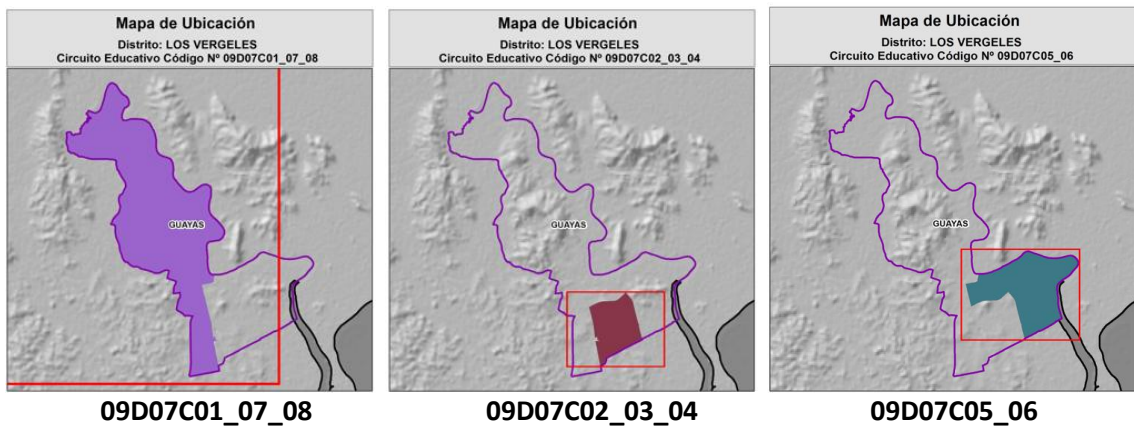 Mapa de Ubicación
Distrito: LOS VERGELES
Circuito Educativo Código Nº 09D07C01_07_08
GUAYAS
09D07C01_07_08
Mapa de Ubicación
Distrito: LOS VERGELES
Circuito Educativo Código Nº 09D07C02_03_04
GUAYAS
09D07C02_03_04
Mapa de Ubicación
Distrito: LOS VERGELES
Circuito Educativo Código Nº 09D07C05_06
GUAYAS
09D07C05_06